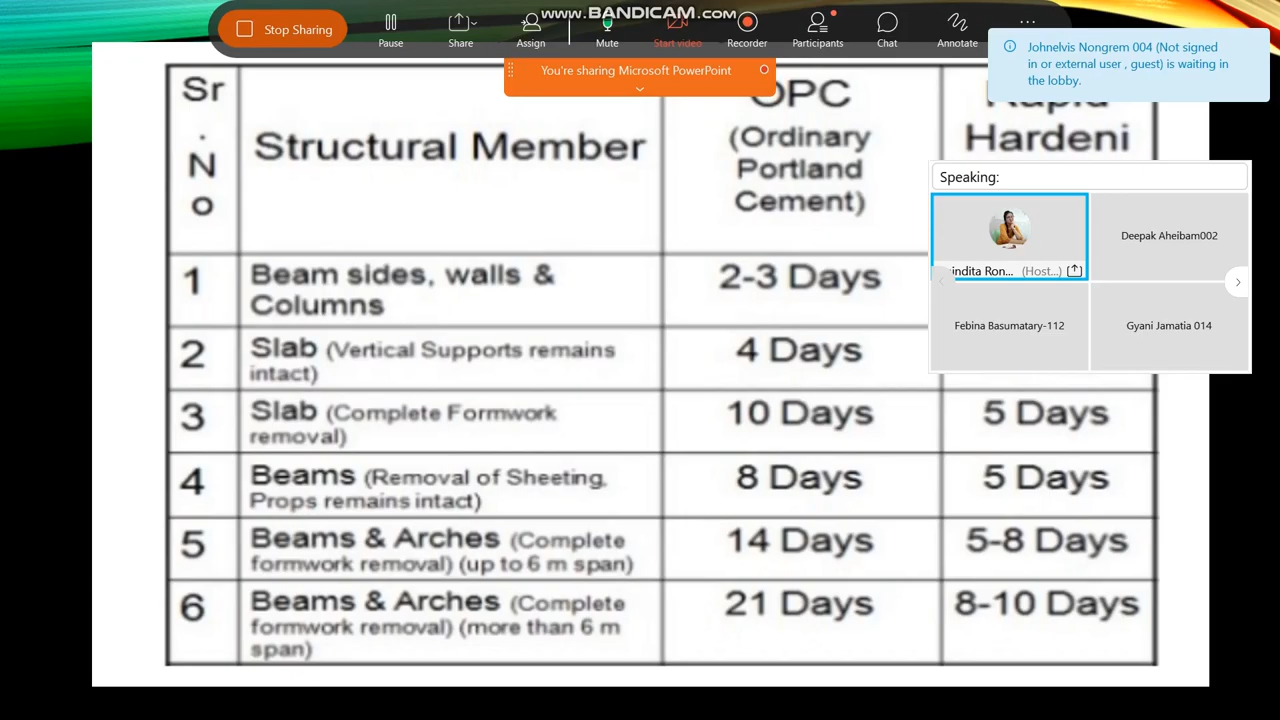 www.BANDICAM.com
Stop Sharing
Pause
Share
Assign
Mute
Start video
Recorder
Participants
Chat
Annotate
You're sharing Microsoft PowerPoint
Johnelvis Nongrem 004 (Not signed
in or external user , guest) is waiting in
the lobby.
Sr
.
N
o
Structural Member
OPC
(Ordinary
Portland
Cement)
Rapid
Hardeni
Speaking:
indita Ron... (Host...)
Deepak Aheibam002
Febina Basumatary-112
Gyani Jamatia 014
1
Beam sides, walls &
Columns
2-3 Days
2
Slab (Vertical Supports remains
intact)
4 Days
3
Slab (Complete Formwork
removal)
10 Days
5 Days
4
Beams (Removal of Sheeting,
Props remains intact)
8 Days
5 Days
5
Beams & Arches (Complete
formwork removal) (up to 6 m span)
14 Days
5-8 Days
6
Beams & Arches (Complete
formwork removal) (more than 6 m
span)
21 Days
8-10 Days